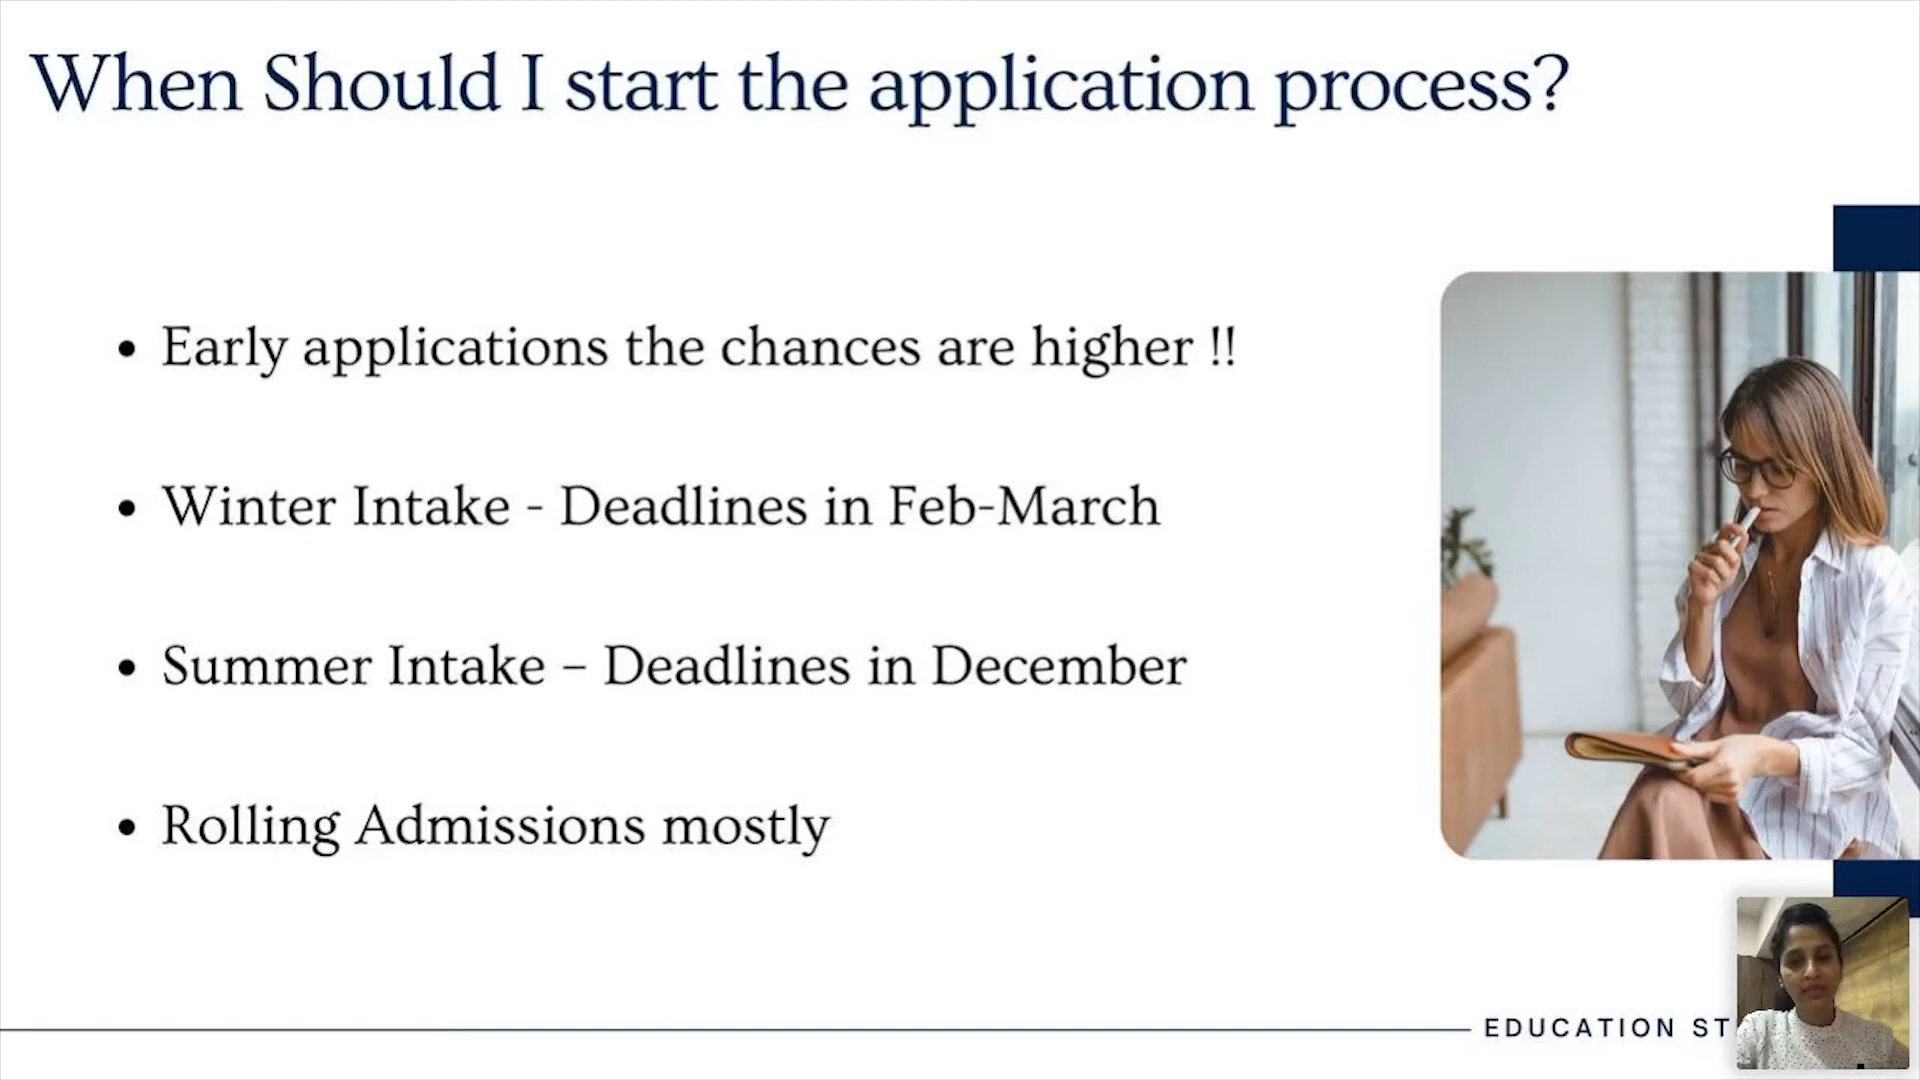 When Should I start the application process?
• Early applications the chances are higher !!
• Winter Intake - Deadlines in Feb-March
• Summer Intake – Deadlines in December
• Rolling Admissions mostly
EDUCATION ST